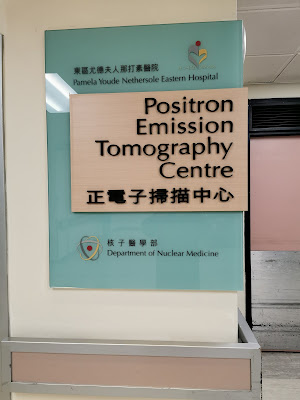 東區尤德夫人那打素醫院
Pamela Youde Nethersole Eastern Hospital
Positron
Emission
Tomography
Centre
正電子掃描中心
核子醫學部
Department of Nuclear Medicine